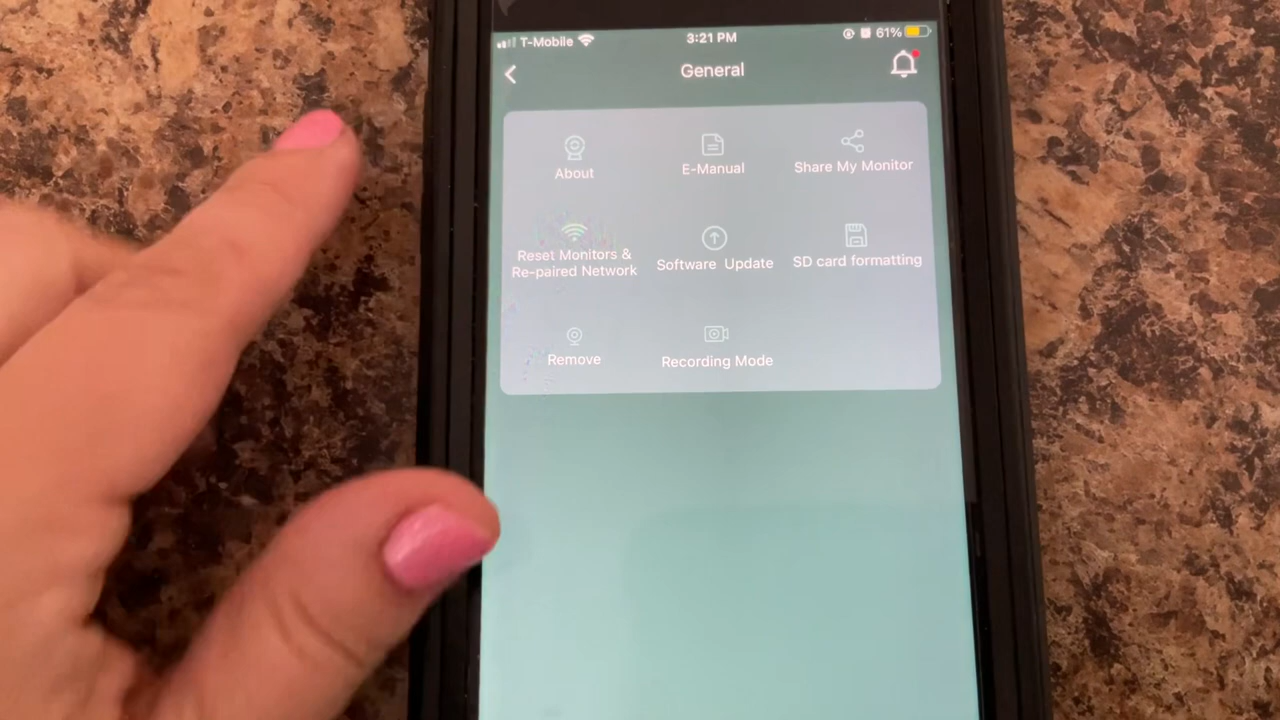 T-Mobile 3:21 PM 61%
General
About E-Manual Share My Monitor
Reset Monitors &
Re-paired Network
Software Update
SD card formatting
Remove Recording Mode